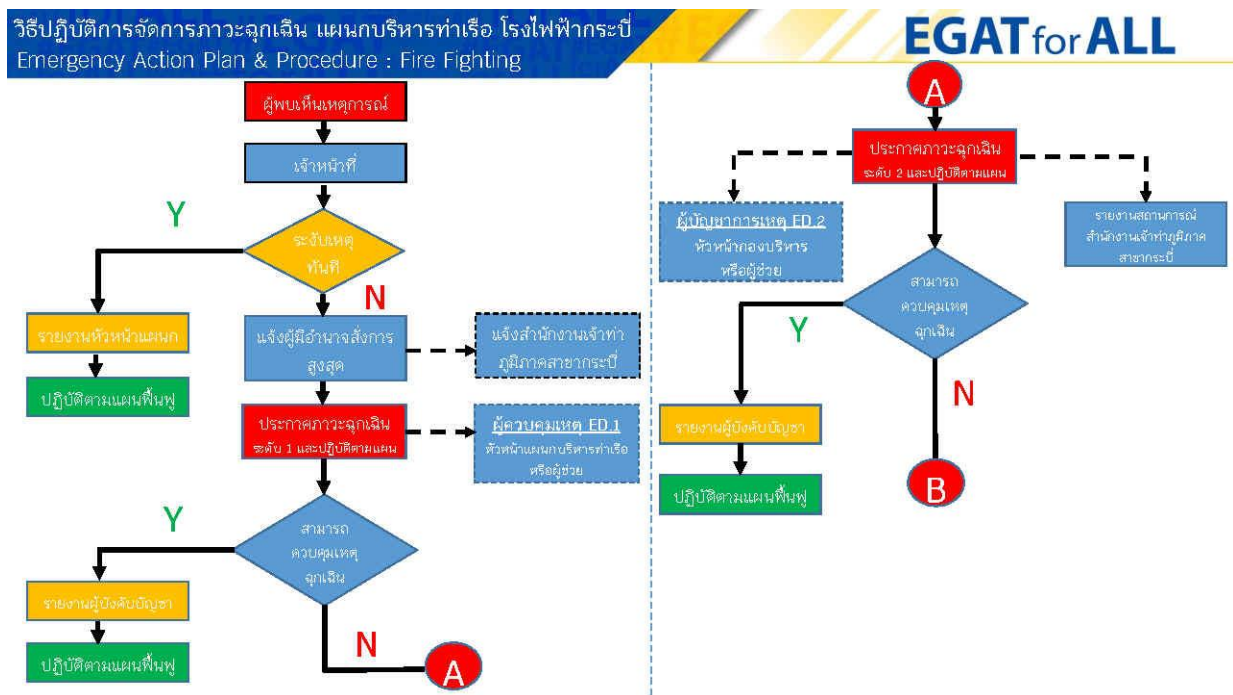 วิธีปฏิบัติการจัดการภาวะฉุกเฉิน แผนกบริหารท่าเรือ โรงไฟฟ้ากระบี่
Emergency Action Plan & Procedure : Fire Fighting
EGAT for ALL
ผู้พบเห็นเหตุการณ์
เจ้าหน้าที่
Y
ระงับเหตุ
ทันที
N
รายงานหัวหน้าแผนก
ปฏิบัติตามแผนฟื้นฟู
แจ้งผู้มีอำนาจสั่งการ
สูงสุด
แจ้งสำนักงานเจ้าท่า
ภูมิภาคสาขากระบี่
ประกาศภาวะฉุกเฉิน
ระดับ 1 และปฏิบัติตามแผน
ผู้ควบคุมเหตุ ED.1
หัวหน้าแผนกบริหารท่าเรือ
หรือผู้ช่วย
Y
สามารถ
ควบคุมเหตุ
ฉุกเฉิน
รายงานผู้บังคับบัญชา
ปฏิบัติตามแผนฟื้นฟู
N
A
A
ประกาศภาวะฉุกเฉิน
ระดับ 2 และปฏิบัติตามแผน
ผู้บัญชาการเหตุ ED.2
หัวหน้ากองบริหาร
หรือผู้ช่วย
รายงานสถานการณ์
สำนักงานเจ้าท่าภูมิภาค
สาขากระบี่
สามารถ
ควบคุมเหตุ
ฉุกเฉิน
Y
N
รายงานผู้บังคับบัญชา
ปฏิบัติตามแผนฟื้นฟู
B